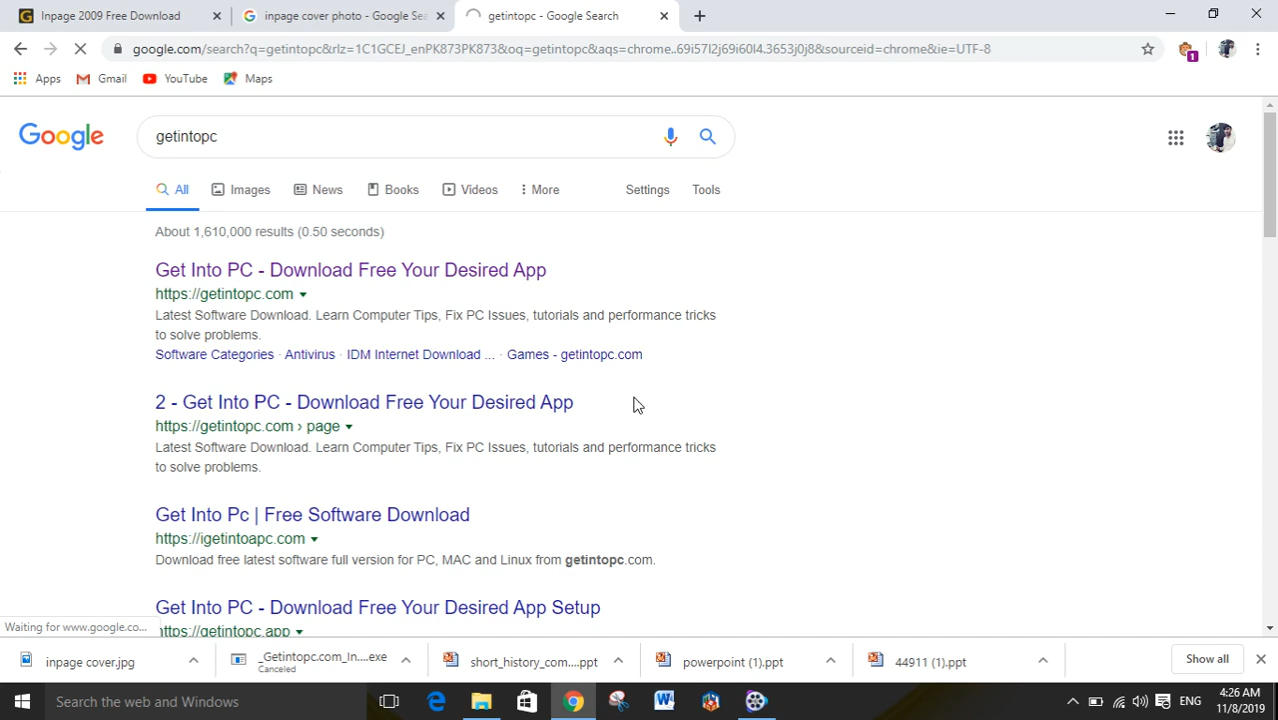 Inpage 2009 Free Download
inpage cover photo - Google Sea
getintopc - Google Search
google.com/search?q=getintopc&rlz=1C1GCEJ_enPK873PK873&oq=getintopc&aqs=chrome..69i57l2j69i60l4.3653j0j8&sourceid=chrome&ie=UTF-8
1
Apps
Gmail
YouTube
Maps
Google
getintopc
All
Images
News
Books
Videos
More
Settings
Tools
About 1,610,000 results (0.50 seconds)
Get Into PC - Download Free Your Desired App
https://getintopc.com
Latest Software Download. Learn Computer Tips, Fix PC Issues, tutorials and performance tricks
to solve problems.
Software Categories · Antivirus · IDM Internet Download ... · Games - getintopc.com
2 - Get Into PC - Download Free Your Desired App
https://getintopc.com › page
Latest Software Download. Learn Computer Tips, Fix PC Issues, tutorials and performance tricks
to solve problems.
Get Into Pc | Free Software Download
https://igetintoapc.com
Download free latest software full version for PC, MAC and Linux from getintopc.com.
Get Into PC - Download Free Your Desired App Setup
https://getintopc.app
Waiting for www.google.co...
inpage cover.jpg
_Getintopc.com_In....exe
Canceled
short_history_com....ppt
powerpoint (1).ppt
44911 (1).ppt
Show all
Search the web and Windows
ENG
4:26 AM
11/8/2019